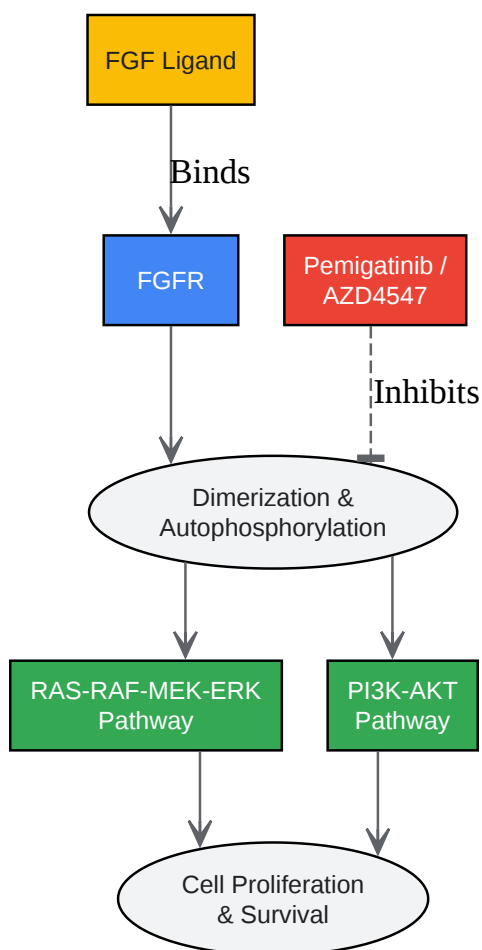 FGF Ligand
Binds
FGFR
Pemigatinib /
AZD4547
Inhibits
Dimerization &
Autophosphorylation
RAS-RAF-MEK-ERK
Pathway
PI3K-AKT
Pathway
Cell Proliferation
& Survival